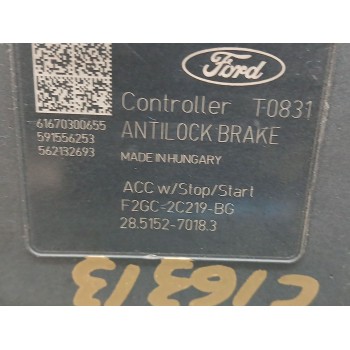 Ford
Controller T0831
ANTILOCK BRAKE
MADE IN HUNGARY
61670300655
591556253
562132693
ACC w/Stop/Start
F2GC-2C219-BG
28.5152-7018.3
C16313